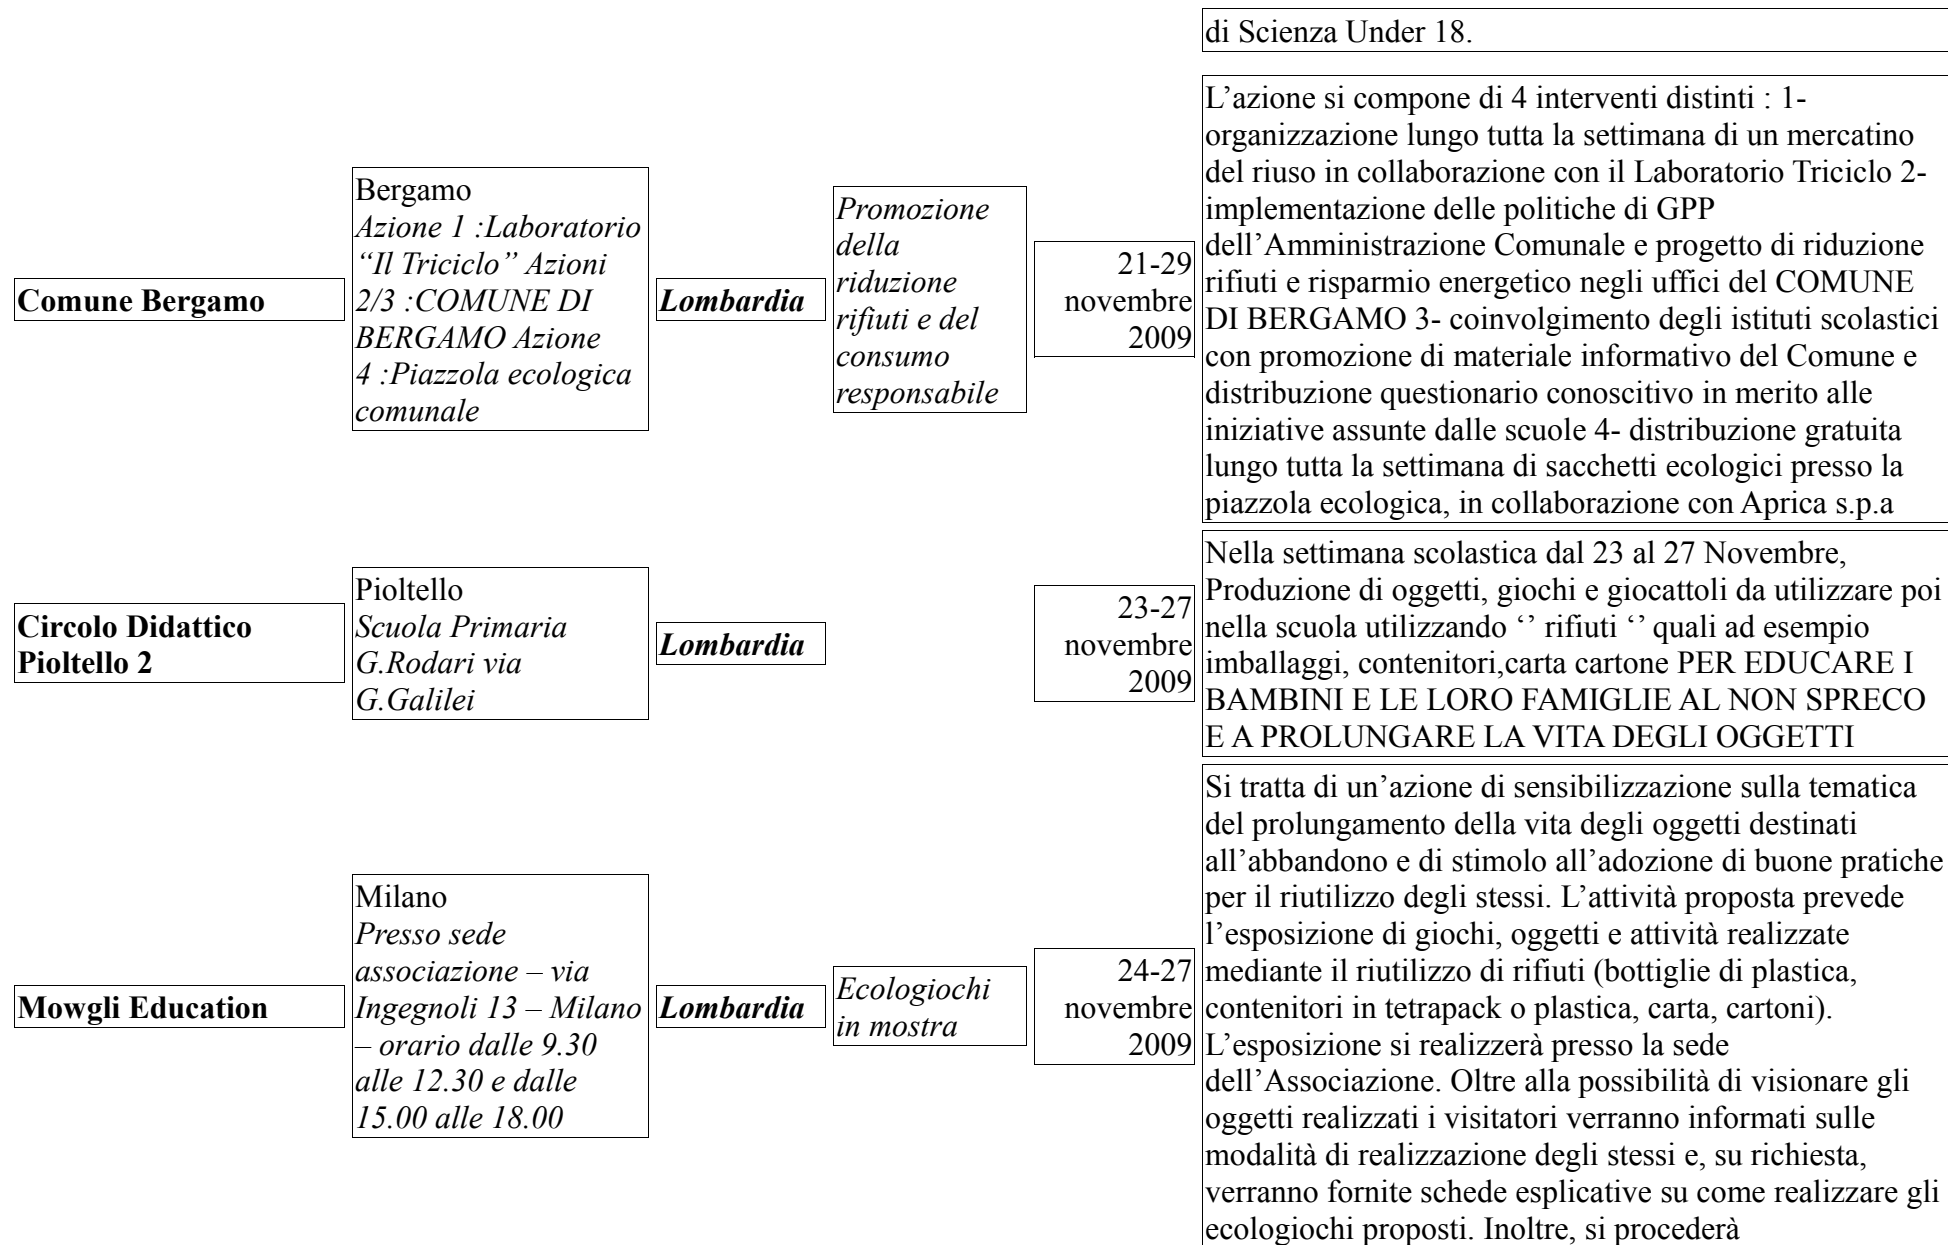 di Scienza Under 18.
Comune Bergamo
Bergamo
Azione 1 :Laboratorio
“Il Triciclo” Azioni
2/3 :COMUNE DI
BERGAMO Azione
4 :Piazzola ecologica
comunale
Lombardia
Promozione
della
riduzione
rifiuti e del
consumo
responsabile
21-29
novembre
2009
L’azione si compone di 4 interventi distinti : 1-
organizzazione lungo tutta la settimana di un mercatino
del riuso in collaborazione con il Laboratorio Triciclo 2-
implementazione delle politiche di GPP
dell’Amministrazione Comunale e progetto di riduzione
rifiuti e risparmio energetico negli uffici del COMUNE
DI BERGAMO 3- coinvolgimento degli istituti scolastici
con promozione di materiale informativo del Comune e
distribuzione questionario conoscitivo in merito alle
iniziative assunte dalle scuole 4- distribuzione gratuita
lungo tutta la settimana di sacchetti ecologici presso la
piazzola ecologica, in collaborazione con Aprica s.p.a
Circolo Didattico
Pioltello 2
Pioltello
Scuola Primaria
G.Rodari via
G.Galilei
Lombardia
23-27
novembre
2009
Nella settimana scolastica dal 23 al 27 Novembre,
Produzione di oggetti, giochi e giocattoli da utilizzare poi
nella scuola utilizzando ‘’ rifiuti ‘’ quali ad esempio
imballaggi, contenitori,carta cartone PER EDUCARE I
BAMBINI E LE LORO FAMIGLIE AL NON SPRECO
E A PROLUNGARE LA VITA DEGLI OGGETTI
Mowgli Education
Milano
Presso sede
associazione – via
Ingegnoli 13 – Milano
– orario dalle 9.30
alle 12.30 e dalle
15.00 alle 18.00
Lombardia
Ecologiochi
in mostra
24-27
novembre
2009
Si tratta di un’azione di sensibilizzazione sulla tematica
del prolungamento della vita degli oggetti destinati
all’abbandono e di stimolo all’adozione di buone pratiche
per il riutilizzo degli stessi. L’attività proposta prevede
l’esposizione di giochi, oggetti e attività realizzate
mediante il riutilizzo di rifiuti (bottiglie di plastica,
contenitori in tetrapack o plastica, carta, cartoni).
L’esposizione si realizzerà presso la sede
dell’Associazione. Oltre alla possibilità di visionare gli
oggetti realizzati i visitatori verranno informati sulle
modalità di realizzazione degli stessi e, su richiesta,
verranno fornite schede esplicative su come realizzare gli
ecologiochi proposti. Inoltre, si procederà